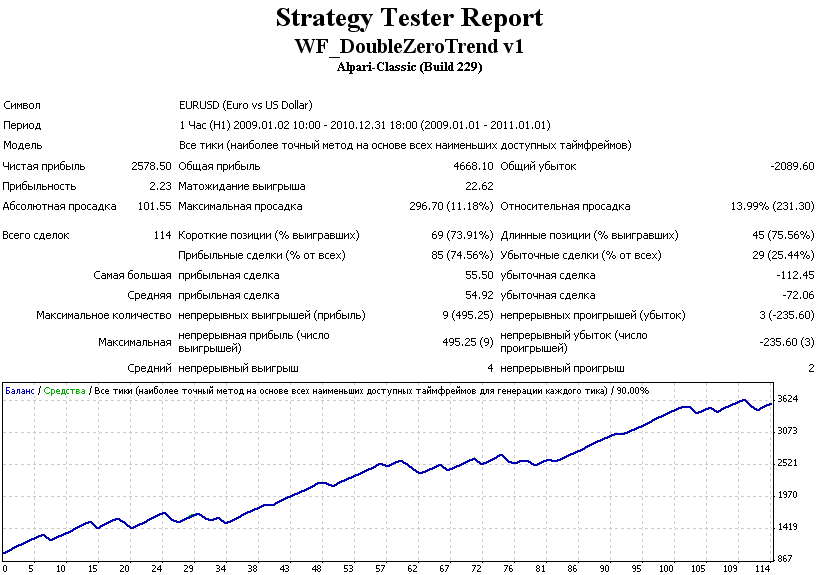 Strategy Tester Report
WF_DoubleZeroTrend v1
Alpari-Classic (Build 229)
Символ EURUSD (Euro vs US Dollar)
Период 1 Час (H1) 2009.01.02 10:00 - 2010.12.31 18:00 (2009.01.01 - 2011.01.01)
Модель Все тики (наиболее точный метод на основе всех наименьших доступных таймфреймов)
Чистая прибыль 2578.50 Общая прибыль 4668.10 Общий убыток -2089.60
Прибыльность 2.23 Матожидание выигрыша 22.62
Абсолютная просадка 101.55 Максимальная просадка 296.70 (11.18%) Относительная просадка 13.99% (231.30)
Всего сделок 114 Короткие позиции (% выигравших) 69 (73.91%) Длинные позиции (% выигравших) 45 (75.56%)
Прибыльные сделки (% от всех) 85 (74.56%) Убыточные сделки (% от всех) 29 (25.44%)
Самая большая прибыльная сделка 55.50 убыточная сделка -112.45
Средняя прибыльная сделка 54.92 убыточная сделка -72.06
Максимальное количество непрерывных выигрышей (прибыль) 9 (495.25) непрерывных проигрышей (убыток) 3 (-235.60)
Максимальная непрерывная прибыль (число выигрышей) 495.25 (9) непрерывный убыток (число проигрышей) -235.60 (3)
Средний непрерывный выигрыш 4 непрерывный проигрыш 2
Баланс / Средства / Все тики (наиболее точный метод на основе всех наименьших доступных таймфреймов для генерации каждого тика) / 90.00%
3624
3073
2521
1970
1419
867
0 5 10 15 20 24 29 34 39 43 48 53 57 62 67 72 76 81 86 90 95 100 105 109 114